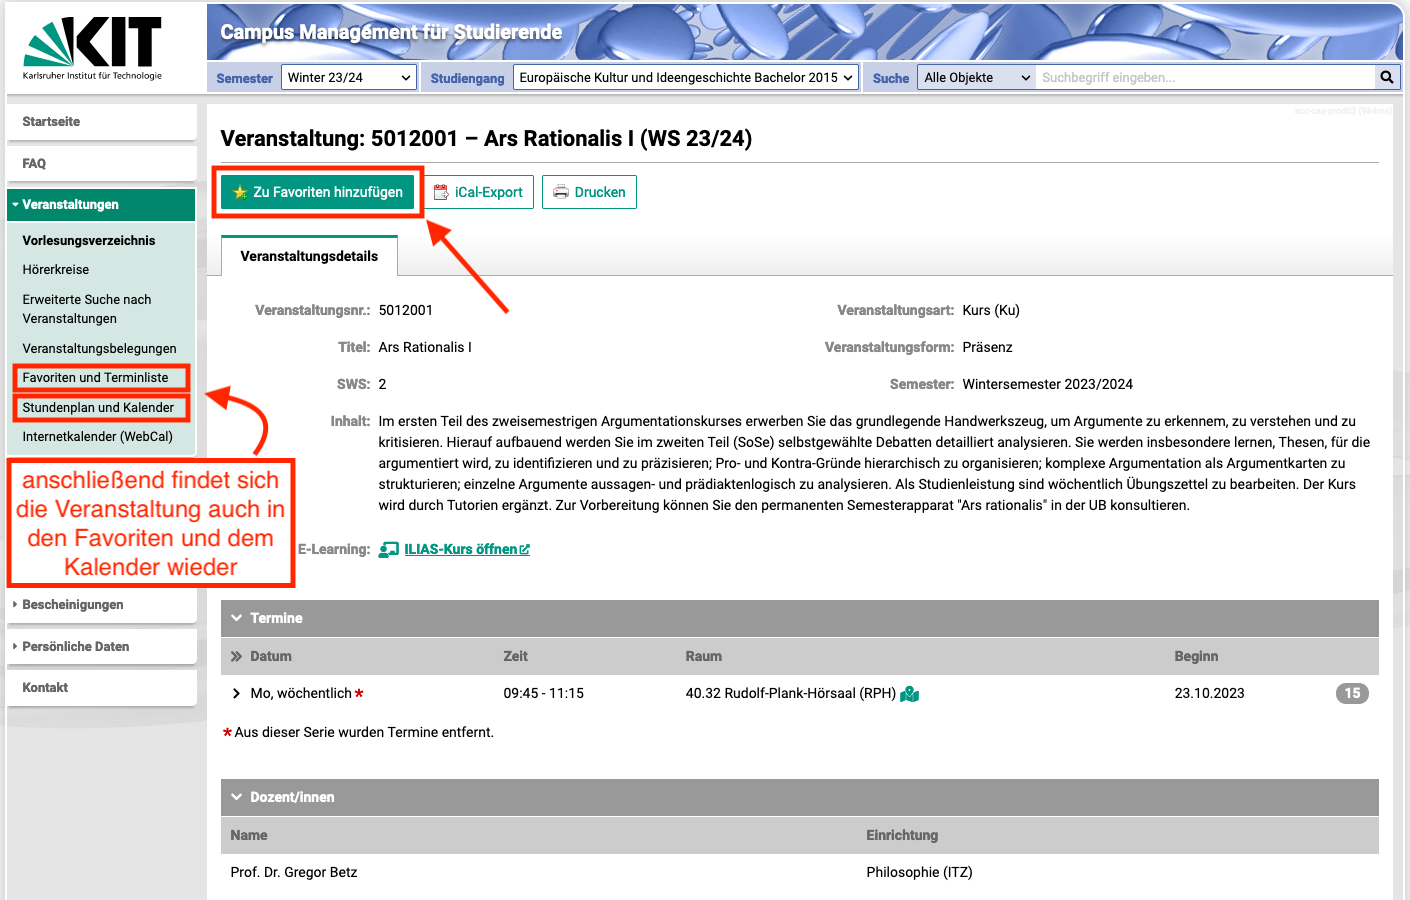 KIT
Karlsruher Institut für Technologie
Campus Management für Studierende
Semester Winter 23/24 Studiengang Europäische Kultur und Ideengeschichte Bachelor 2015 Suche Alle Objekte Suchbegriff eingeben...
Startseite
FAQ
Veranstaltungen
Vorlesungsverzeichnis
Hörerkreise
Erweiterte Suche nach
Veranstaltungen
Veranstaltungsbelegungen
Favoriten und Terminliste
Stundenplan und Kalender
Internetkalender (WebCal)
anschließend findet sich
die Veranstaltung auch in
den Favoriten und dem
Kalender wieder
Bescheinigungen
Persönliche Daten
Kontakt
acc-cas-prod03 (984ms)
Veranstaltung: 5012001 – Ars Rationalis I (WS 23/24)
Zu Favoriten hinzufügen iCal-Export Drucken
Veranstaltungsdetails
Veranstaltungsnr.: 5012001 Veranstaltungsart: Kurs (Ku)
Titel: Ars Rationalis I Veranstaltungsform: Präsenz
SWS: 2 Semester: Wintersemester 2023/2024
Inhalt: Im ersten Teil des zweisemestrigen Argumentationskurses erwerben Sie das grundlegende Handwerkszeug, um Argumente zu erkennem, zu verstehen und zu
kritisieren. Hierauf aufbauend werden Sie im zweiten Teil (SoSe) selbstgewählte Debatten detailliert analysieren. Sie werden insbesondere lernen, Thesen, für die
argumentiert wird, zu identifizieren und zu präzisieren; Pro- und Kontra-Gründe hierarchisch zu organisieren; komplexe Argumentation als Argumentkarten zu
strukturieren; einzelne Argumente aussagen- und prädiaktenlogisch zu analysieren. Als Studienleistung sind wöchentlich Übungszettel zu bearbeiten. Der Kurs
wird durch Tutorien ergänzt. Zur Vorbereitung können Sie den permanenten Semesterapparat "Ars rationalis" in der UB konsultieren.
E-Learning: ILIAS-Kurs öffnen
Termine
Datum Zeit Raum Beginn
Mo, wöchentlich * 09:45 - 11:15 40.32 Rudolf-Plank-Hörsaal (RPH) 23.10.2023 15
* Aus dieser Serie wurden Termine entfernt.
Dozent/innen
Name Einrichtung
Prof. Dr. Gregor Betz Philosophie (ITZ)